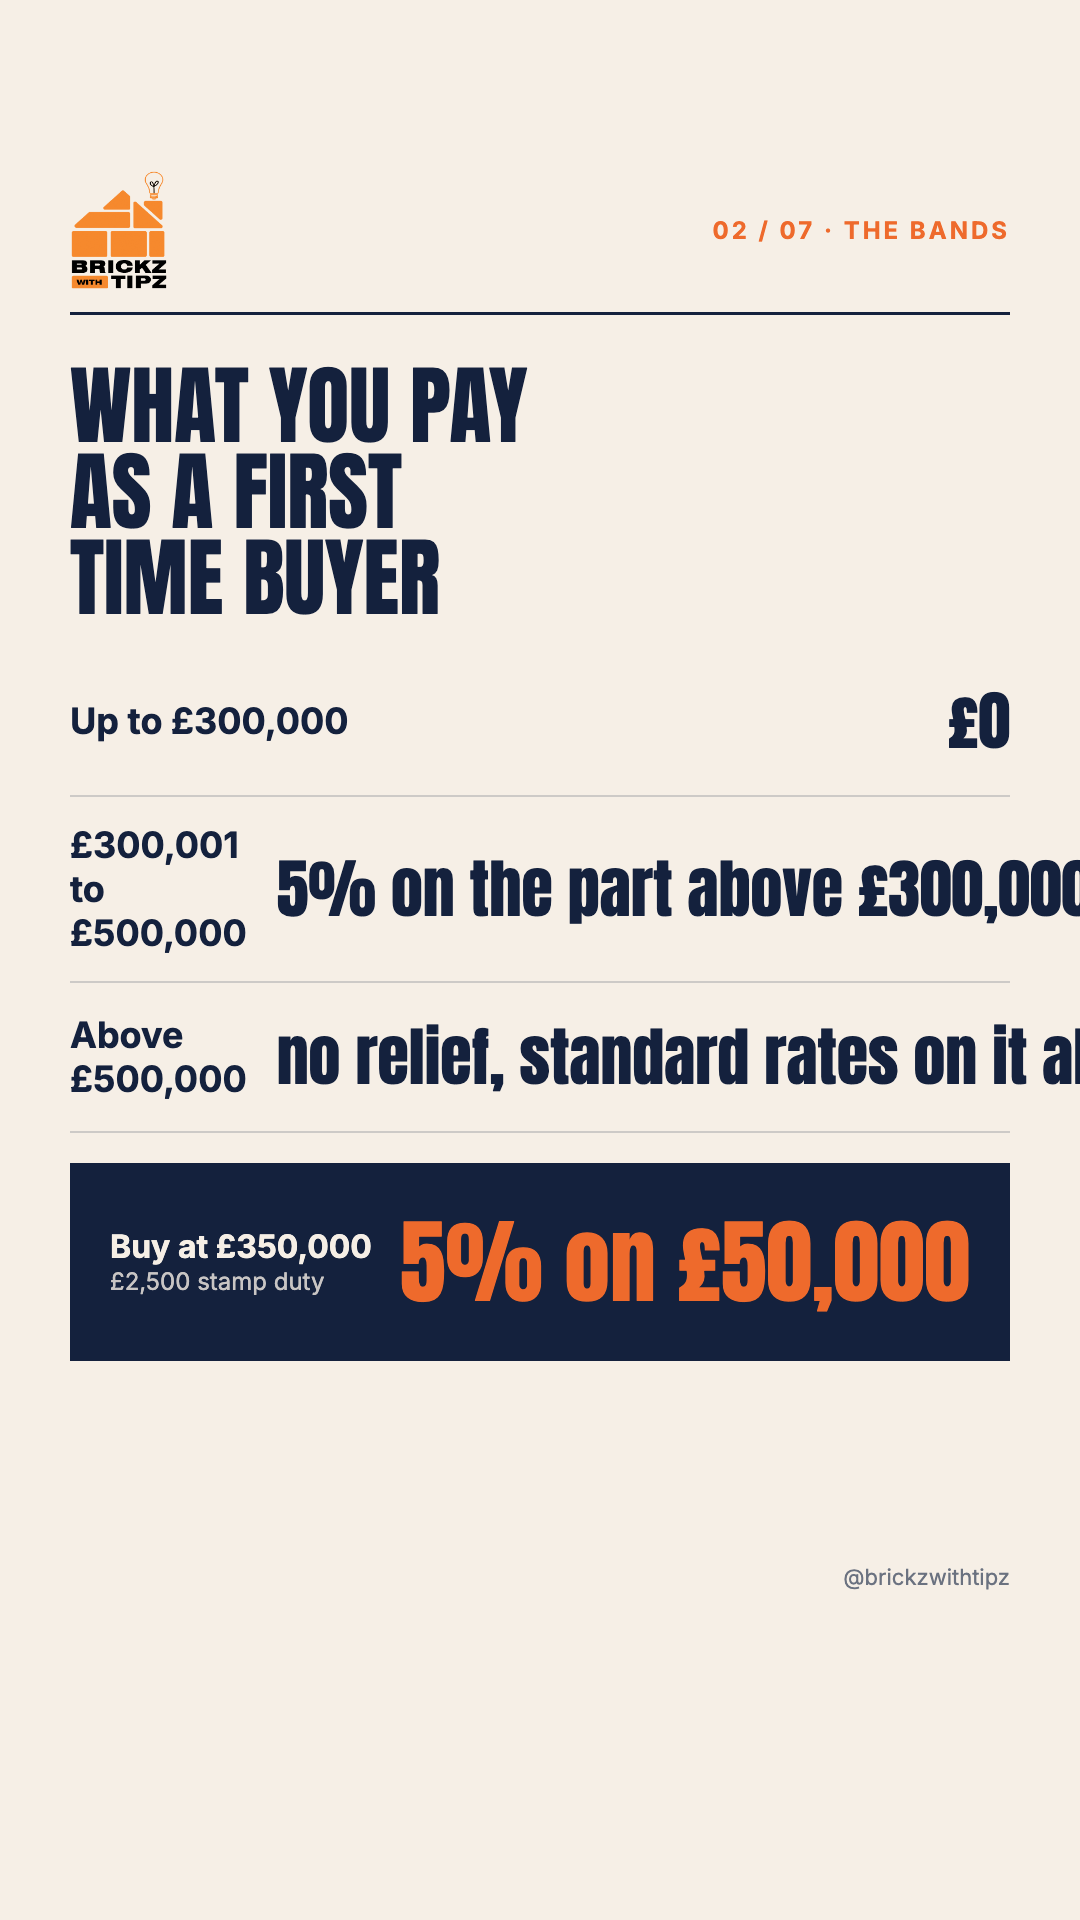 BRICKZ
WITH TIPZ
02 / 07 · THE BANDS
WHAT YOU PAY
AS A FIRST
TIME BUYER
Up to £300,000
£0
£300,001
to
£500,000
5% on the part above £300,000
Above
£500,000
no relief, standard rates on it al
Buy at £350,000
£2,500 stamp duty
5% on £50,000
@brickzwithtipz